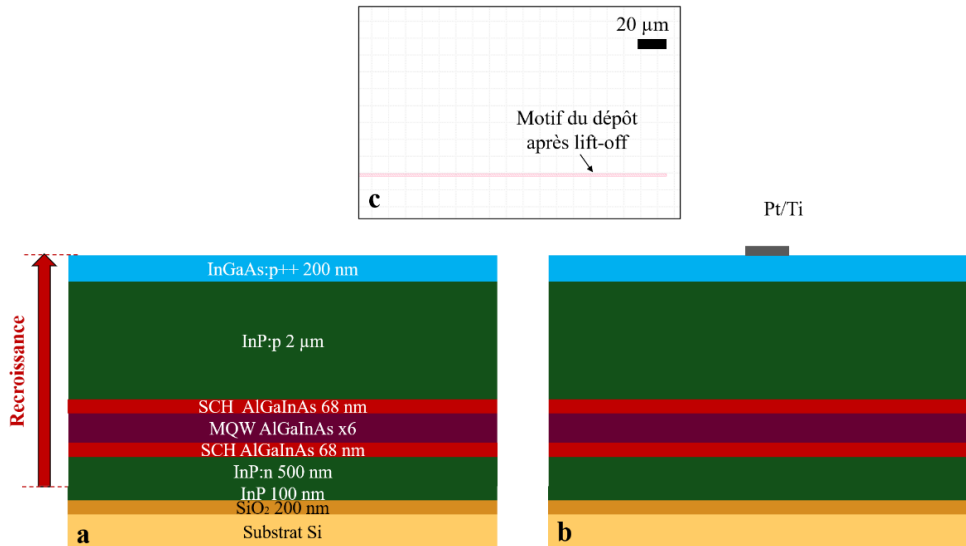 20 µm
Motif du dépôt
après lift-off
c
Pt/Ti
Recroissance
InGaAs:p++ 200 nm
InP:p 2 µm
SCH AlGaInAs 68 nm
MQW AlGaInAs x6
SCH AlGaInAs 68 nm
InP:n 500 nm
InP 100 nm
SiO₂ 200 nm
Substrat Si
a
b